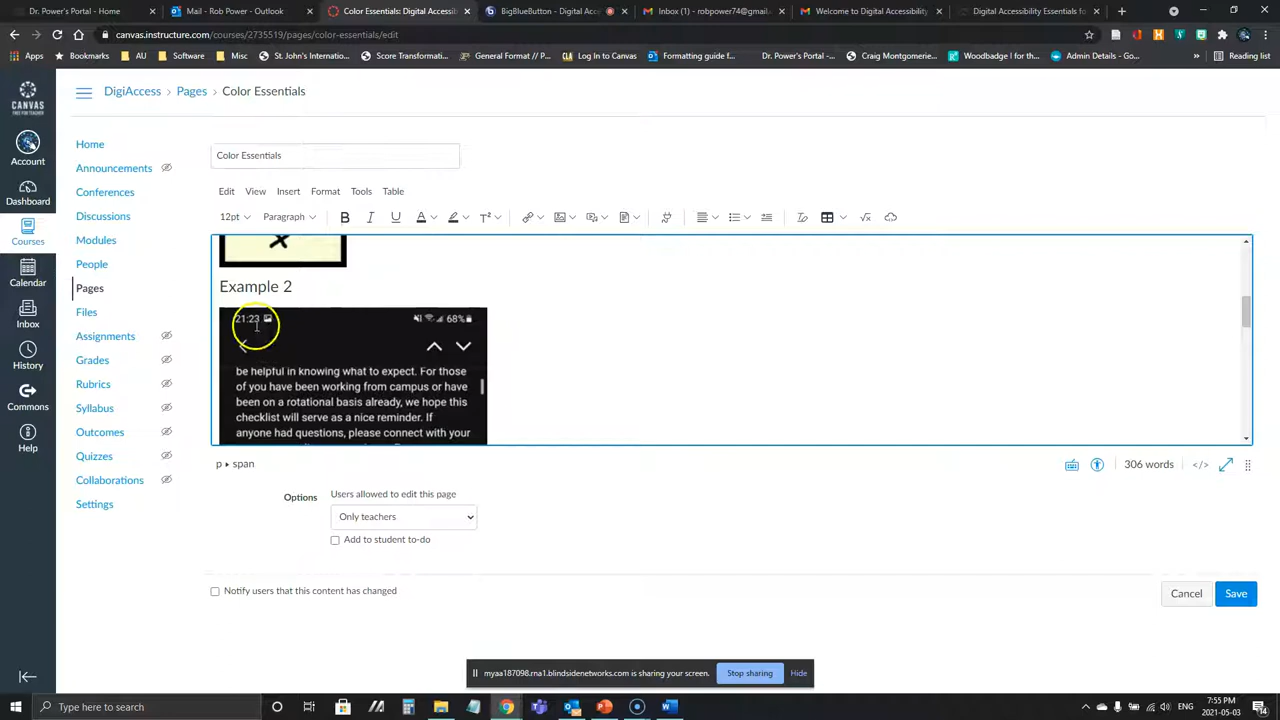 Dr. Power's Portal - Home
Mail - Rob Power - Outlook
Color Essentials: Digital Accessib
BigBlueButton - Digital Acce
Inbox (1) - robpower74@gmail.
Welcome to Digital Accessibility
Digital Accessibility Essentials fo
canvas.instructure.com/courses/2735519/pages/color-essentials/edit
Apps
Bookmarks
AU
Software
Misc
St. John's Internatio...
Score Transformatio...
General Format // P...
Log In to Canvas
Formatting guide f...
Dr. Power's Portal
Craig Montgomerie...
Woodbadge I for th...
Admin Details - Go...
Reading list
CANVAS
Account
Dashboard
Courses
Calendar
Inbox
History
Commons
Help
DigiAccess > Pages > Color Essentials
Home
Announcements
Conferences
Discussions
Modules
People
Pages
Files
Assignments
Grades
Rubrics
Syllabus
Outcomes
Quizzes
Collaborations
Settings
Color Essentials
Edit View Insert Format Tools Table
12pt Paragraph
Example 2
21:23 68%
be helpful in knowing what to expect. For those
of you have been working from campus or have
been on a rotational basis already, we hope this
checklist will serve as a nice reminder. If
anyone had questions, please connect with your
p ▸ span
306 words
</>
Options
Users allowed to edit this page
Only teachers
Add to student to-do
Notify users that this content has changed
Cancel
Save
myaa187098.rna1.blindsidenetworks.com is sharing your screen.
Stop sharing
Hide
Type here to search
7:55 PM
2021-05-03
14